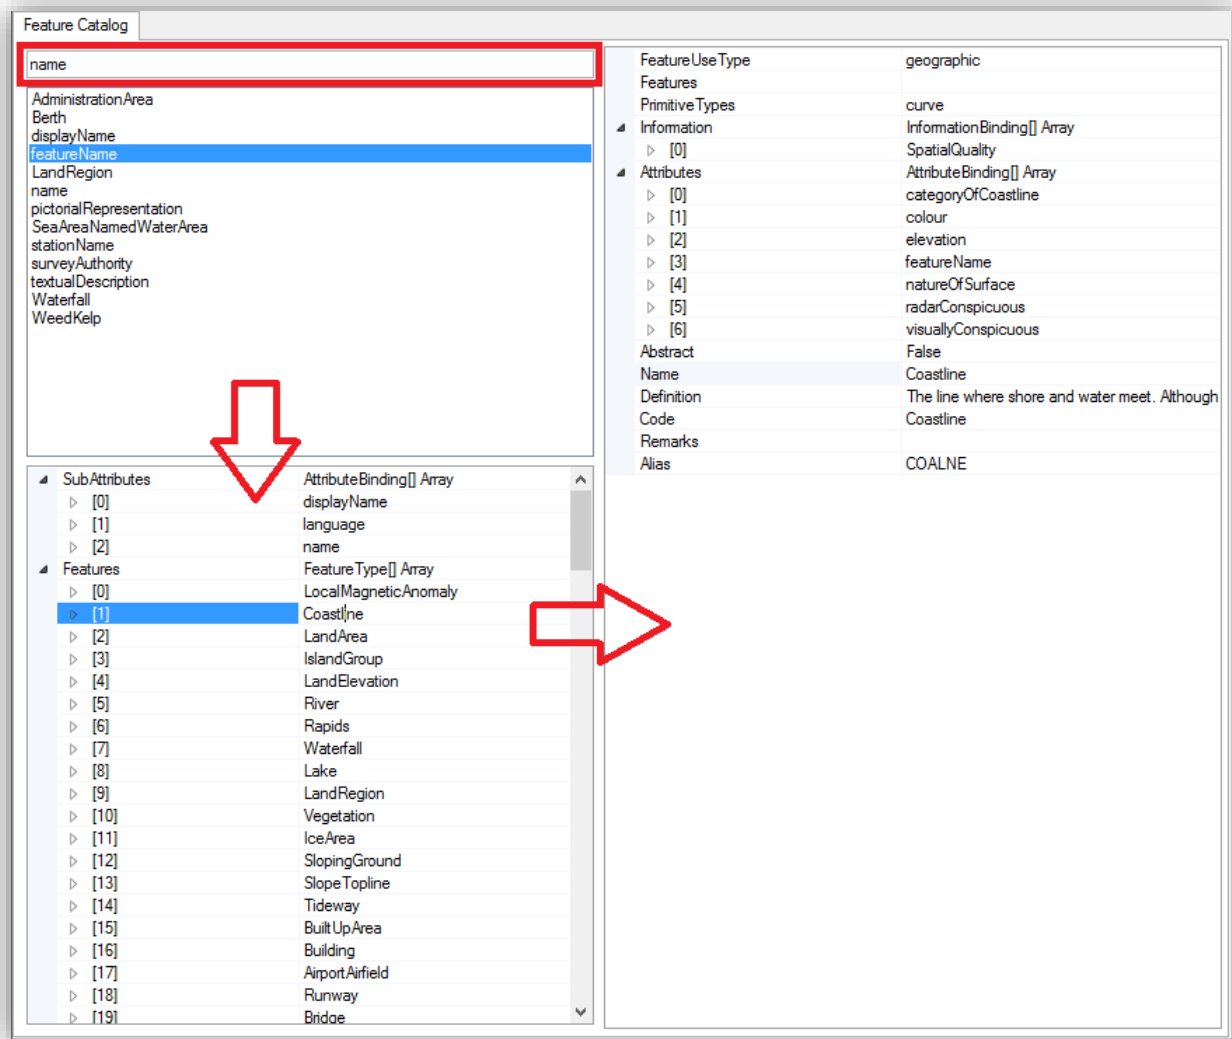 Feature Catalog
name
AdministrationArea
Berth
displayName
featureName
LandRegion
name
pictorialRepresentation
SeaAreaNamedWaterArea
stationName
surveyAuthority
textualDescription
Waterfall
WeedKelp
SubAttributes AttributeBinding[] Array
[0] displayName
[1] language
[2] name
Features FeatureType[] Array
[0] LocalMagneticAnomaly
[1] Coastline
[2] LandArea
[3] IslandGroup
[4] LandElevation
[5] River
[6] Rapids
[7] Waterfall
[8] Lake
[9] LandRegion
[10] Vegetation
[11] IceArea
[12] SlopingGround
[13] SlopeTopline
[14] Tideway
[15] BuiltUpArea
[16] Building
[17] AirportAirfield
[18] Runway
[19] Bridge
FeatureUseType geographic
Features
PrimitiveTypes curve
Information InformationBinding[] Array
[0] SpatialQuality
Attributes AttributeBinding[] Array
[0] categoryOfCoastline
[1] colour
[2] elevation
[3] featureName
[4] natureOfSurface
[5] radarConspicuous
[6] visuallyConspicuous
Abstract False
Name Coastline
Definition The line where shore and water meet. Although
Code Coastline
Remarks
Alias COALNE